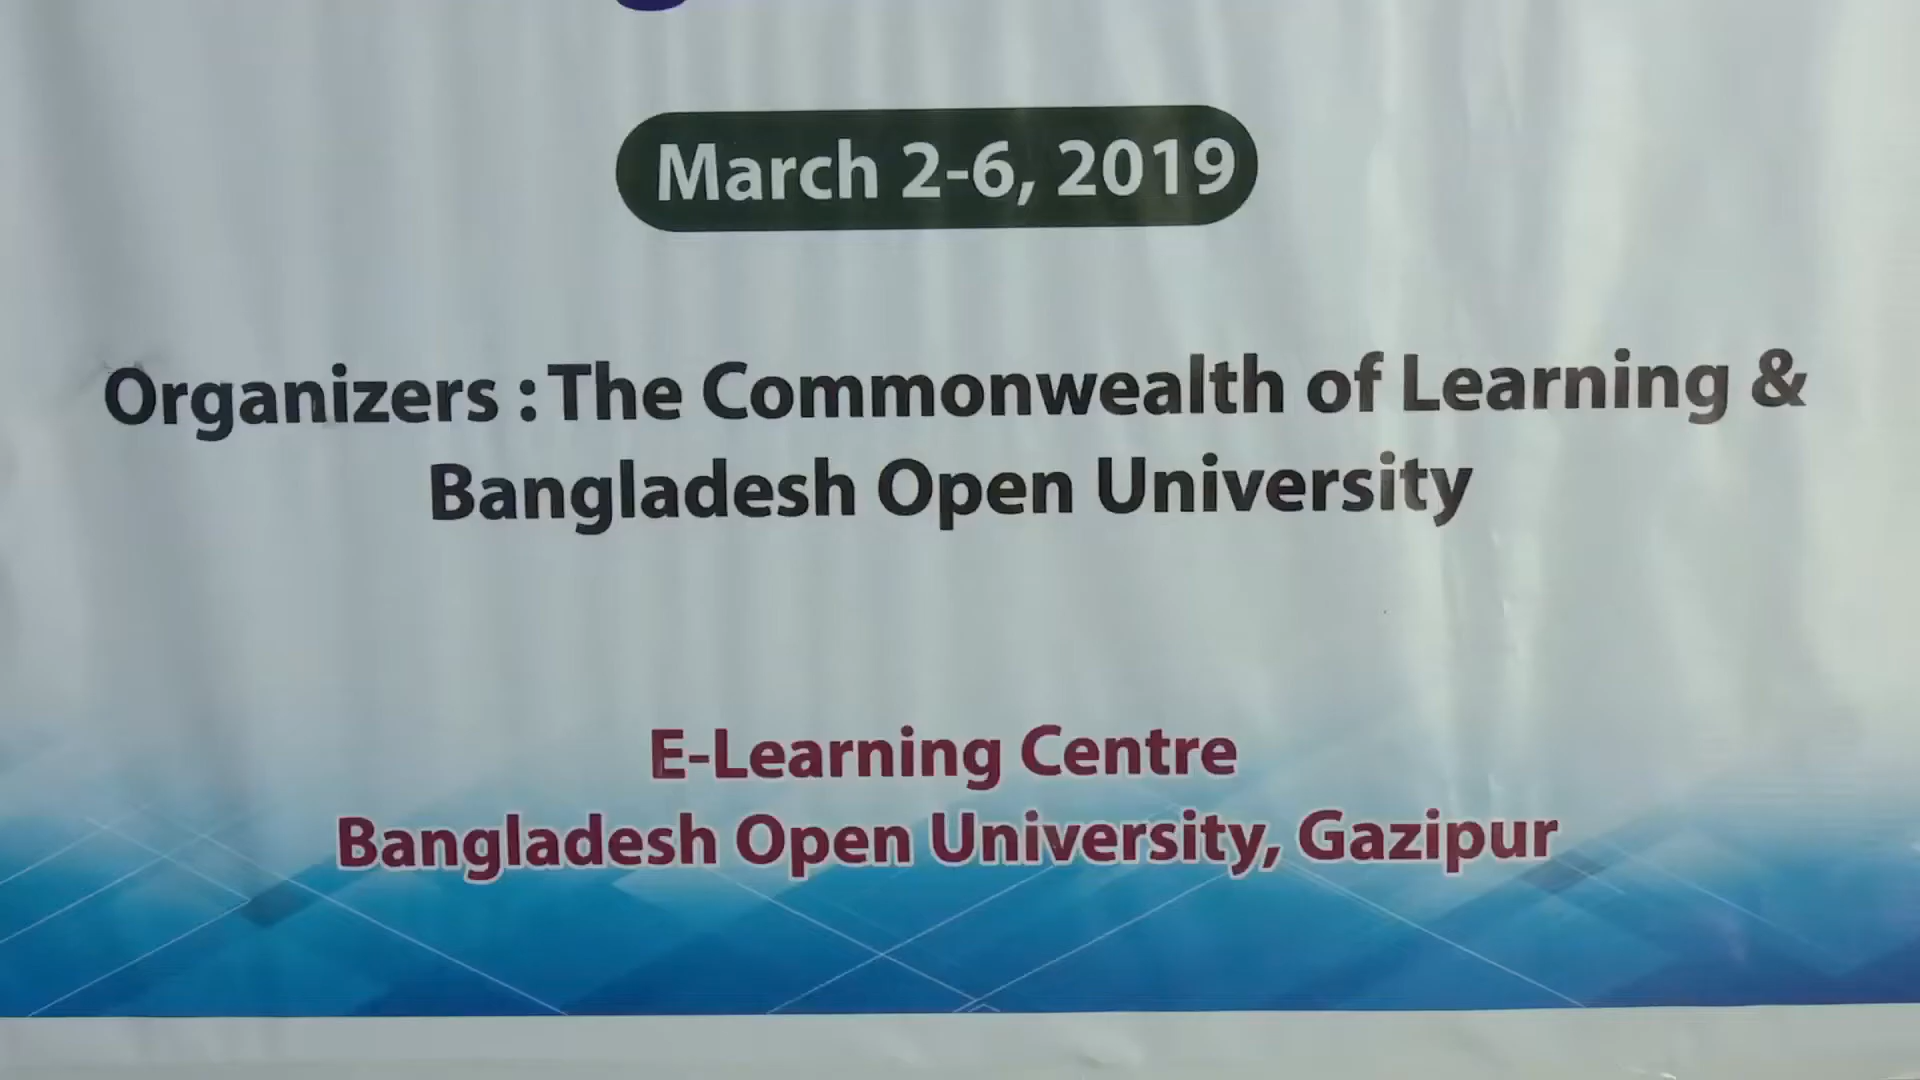 March 2-6, 2019
Organizers : The Commonwealth of Learning &
Bangladesh Open University
E-Learning Centre
Bangladesh Open University, Gazipur